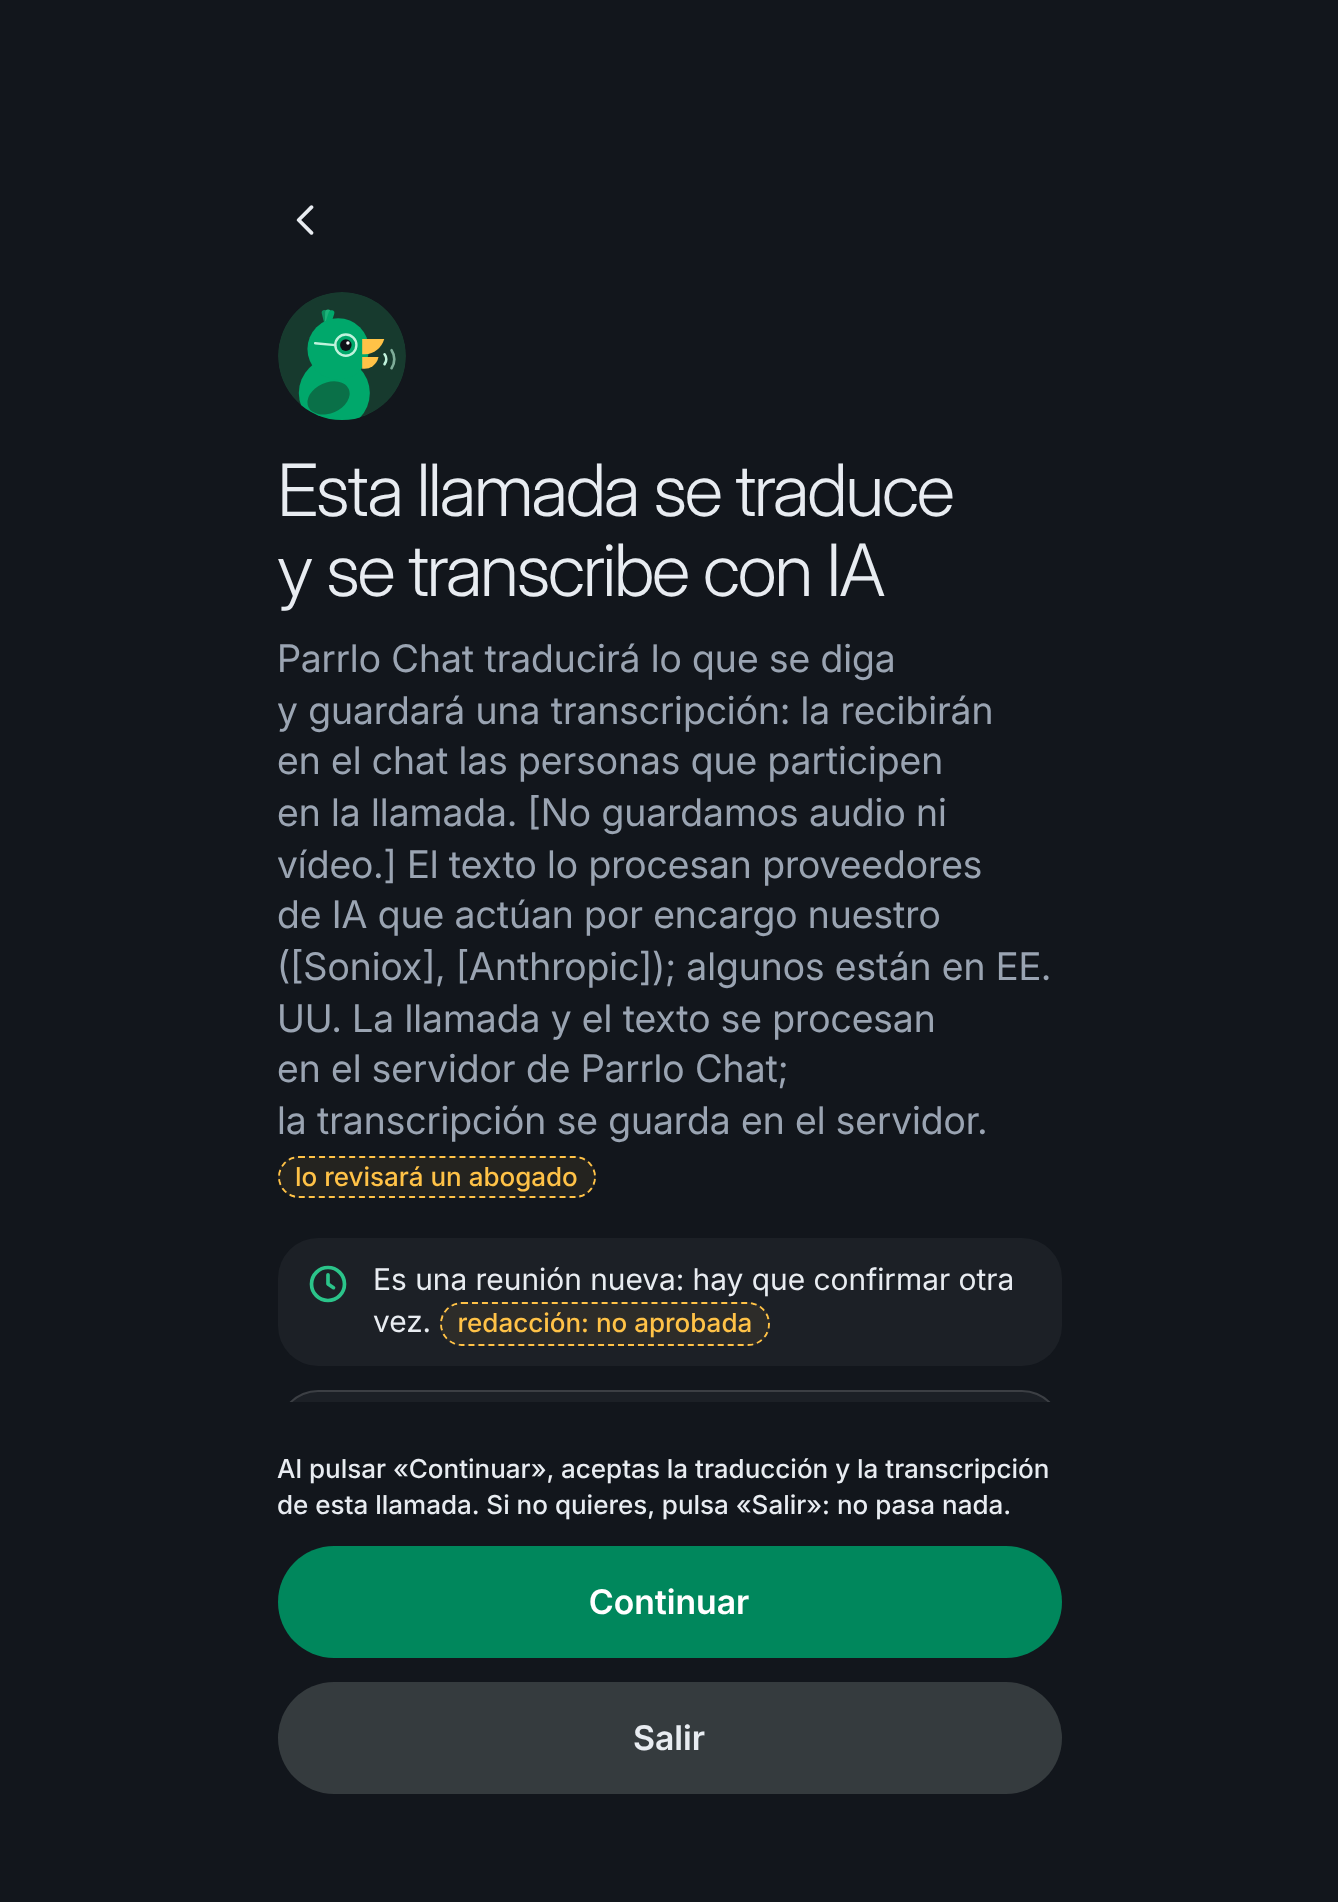 Esta llamada se traduce
y se transcribe con IA
Parrlo Chat traducirá lo que se diga
y guardará una transcripción: la recibirán
en el chat las personas que participen
en la llamada. [No guardamos audio ni
vídeo.] El texto lo procesan proveedores
de IA que actúan por encargo nuestro
([Soniox], [Anthropic]); algunos están en EE.
UU. La llamada y el texto se procesan
en el servidor de Parrlo Chat;
la transcripción se guarda en el servidor.
lo revisará un abogado
Es una reunión nueva: hay que confirmar otra
vez. redacción: no aprobada
Al pulsar «Continuar», aceptas la traducción y la transcripción
de esta llamada. Si no quieres, pulsa «Salir»: no pasa nada.
Continuar
Salir